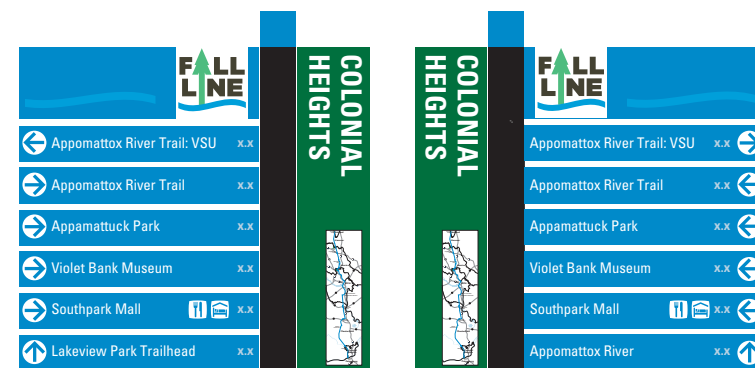 FALL
LINE
COLONIAL
HEIGHTS
Appomattox River Trail: VSU x.x
Appomattox River Trail x.x
Appamattuck Park x.x
Violet Bank Museum x.x
Southpark Mall x.x
Lakeview Park Trailhead x.x
COLONIAL
HEIGHTS
FALL
LINE
Appomattox River Trail: VSU x.x
Appomattox River Trail x.x
Appamattuck Park x.x
Violet Bank Museum x.x
Southpark Mall x.x
Appomattox River x.x